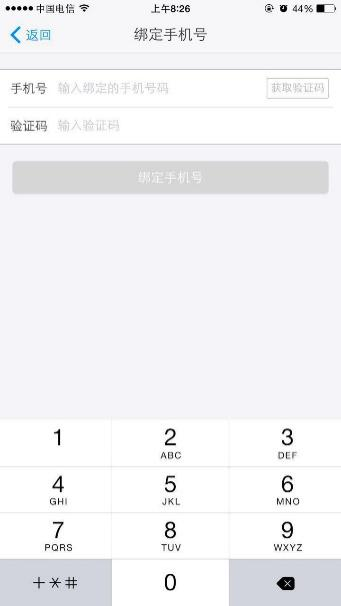 中国电信 上午8:26 44%
返回 绑定手机号
手机号 输入绑定的手机号码 获取验证码
验证码 输入验证码
绑定手机号
1 2 3
ABC DEF
4 5 6
GHI JKL MNO
7 8 9
PQRS TUV WXYZ
+*# 0